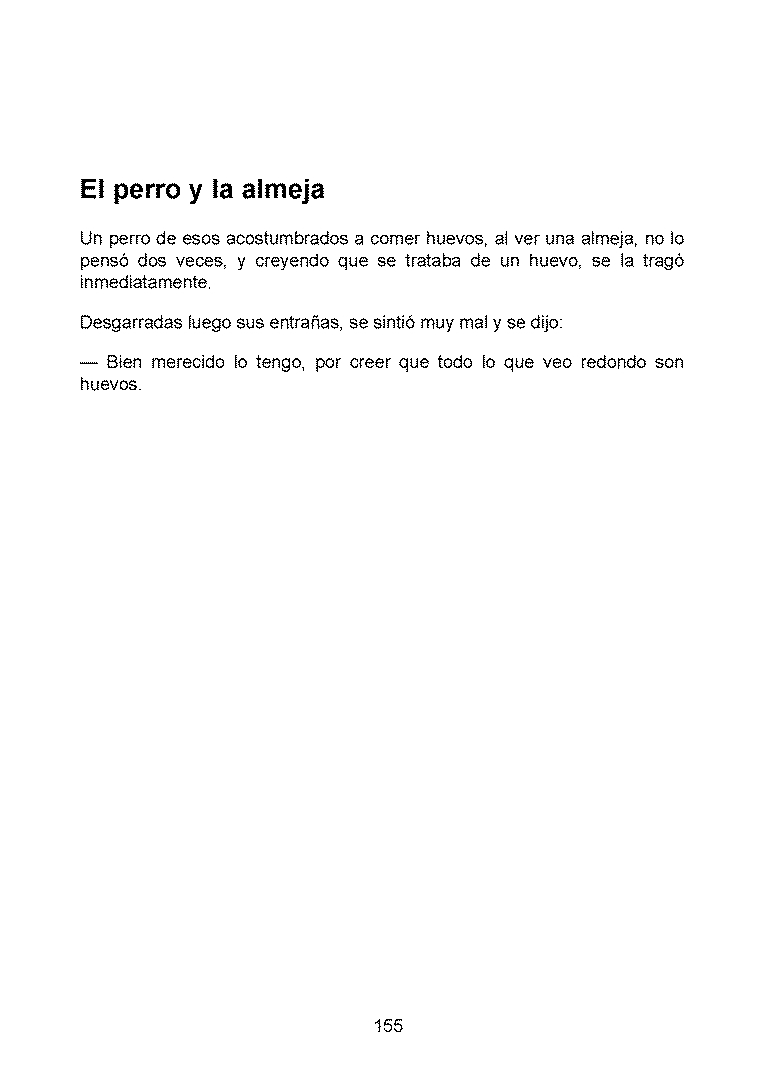 El perro y la almeja
Un perro de esos acostumbrados a comer huevos, al ver una almeja, no lo
pensó dos veces, y creyendo que se trataba de un huevo, se la tragó
inmediatamente.
Desgarradas luego sus entrañas, se sintió muy mal y se dijo:
— Bien merecido lo tengo, por creer que todo lo que veo redondo son
huevos.
155